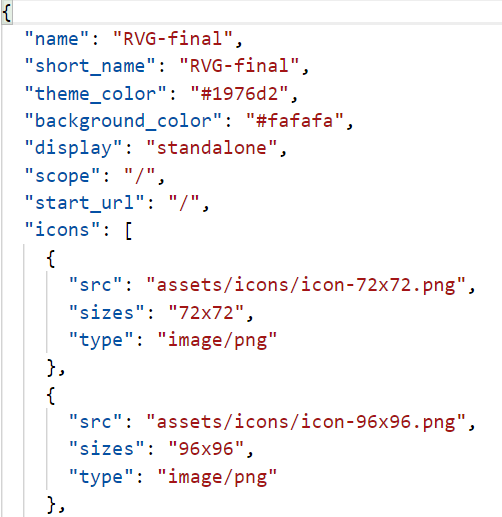 {
"name": "RVG-final",
"short_name": "RVG-final",
"theme_color": "#1976d2",
"background_color": "#fafafa",
"display": "standalone",
"scope": "/",
"start_url": "/",
"icons": [
{
"src": "assets/icons/icon-72x72.png",
"sizes": "72x72",
"type": "image/png"
},
{
"src": "assets/icons/icon-96x96.png",
"sizes": "96x96",
"type": "image/png"
},